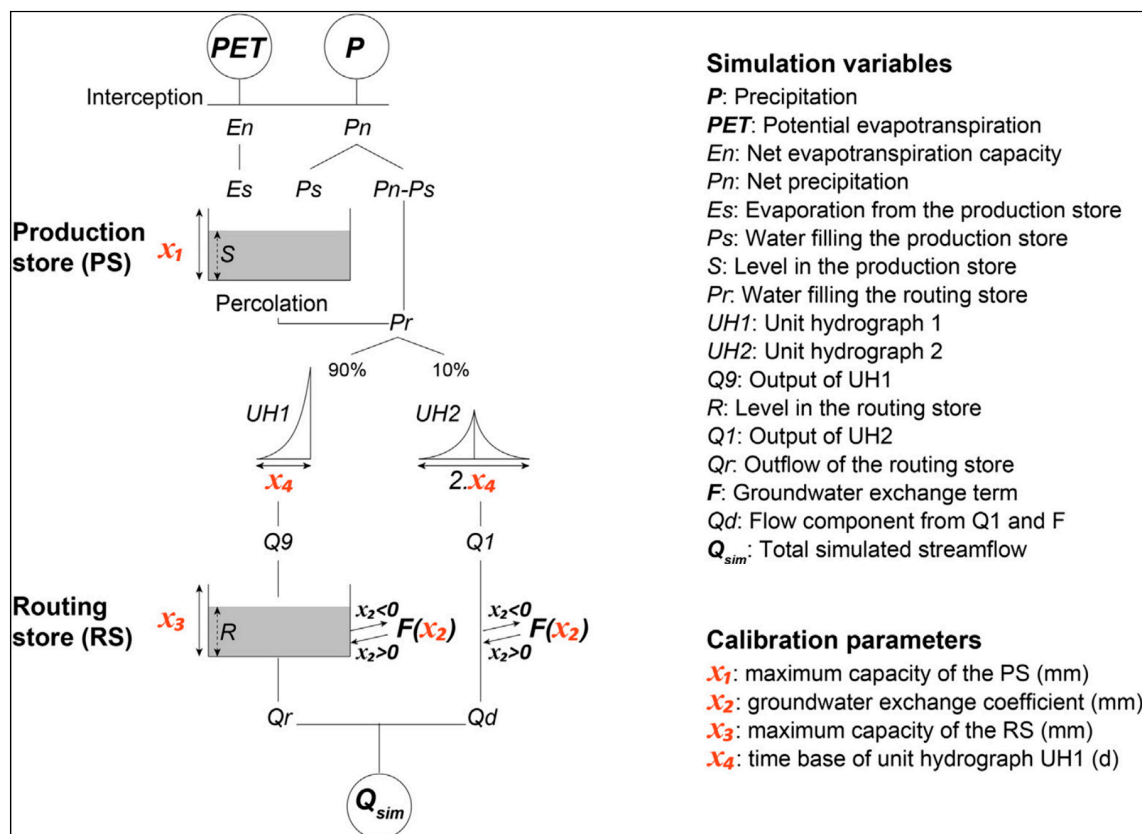 PET
P
Interception
En
Pn
Es
Ps
Pn-Ps
Production
store (PS)
x1
S
Percolation
Pr
90%
10%
UH1
UH2
x4
2.x4
Q9
Q1
Routing
store (RS)
x3
R
x2<0
F(x2)
x2>0
x2<0
F(x2)
x2>0
Qr
Qd
Qsim
Simulation variables
P: Precipitation
PET: Potential evapotranspiration
En: Net evapotranspiration capacity
Pn: Net precipitation
Es: Evaporation from the production store
Ps: Water filling the production store
S: Level in the production store
Pr: Water filling the routing store
UH1: Unit hydrograph 1
UH2: Unit hydrograph 2
Q9: Output of UH1
R: Level in the routing store
Q1: Output of UH2
Qr: Outflow of the routing store
F: Groundwater exchange term
Qd: Flow component from Q1 and F
Qsim: Total simulated streamflow
Calibration parameters
x1: maximum capacity of the PS (mm)
x2: groundwater exchange coefficient (mm)
x3: maximum capacity of the RS (mm)
x4: time base of unit hydrograph UH1 (d)